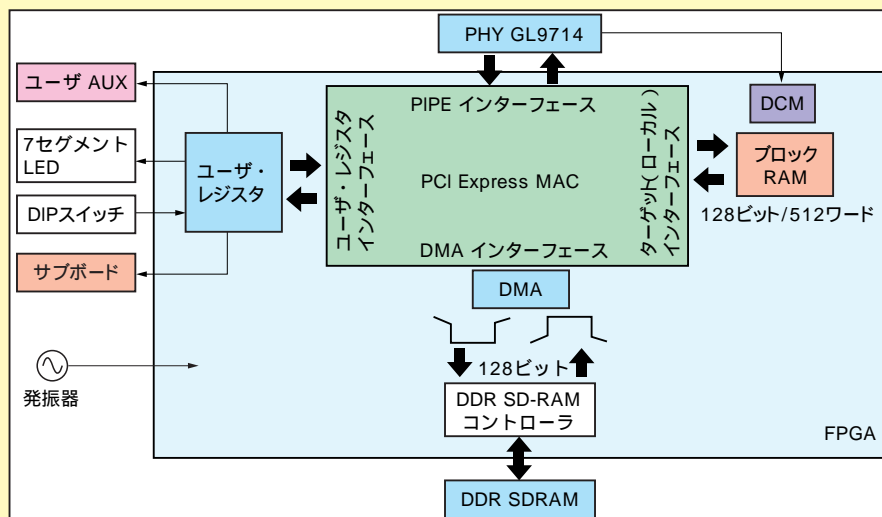 PHY GL9714
ユーザ AUX
7セグメント
LED
DIPスイッチ
サブボード
発振器
ユーザ・
レジスタ
ユーザ・レジスタ
インターフェース
PIPE インターフェース
PCI Express MAC
DMA インターフェース
ターゲット(ローカル)
インターフェース
DCM
ブロック
RAM
128ビット/512ワード
DMA
128ビット
DDR SD-RAM
コントローラ
FPGA
DDR SDRAM